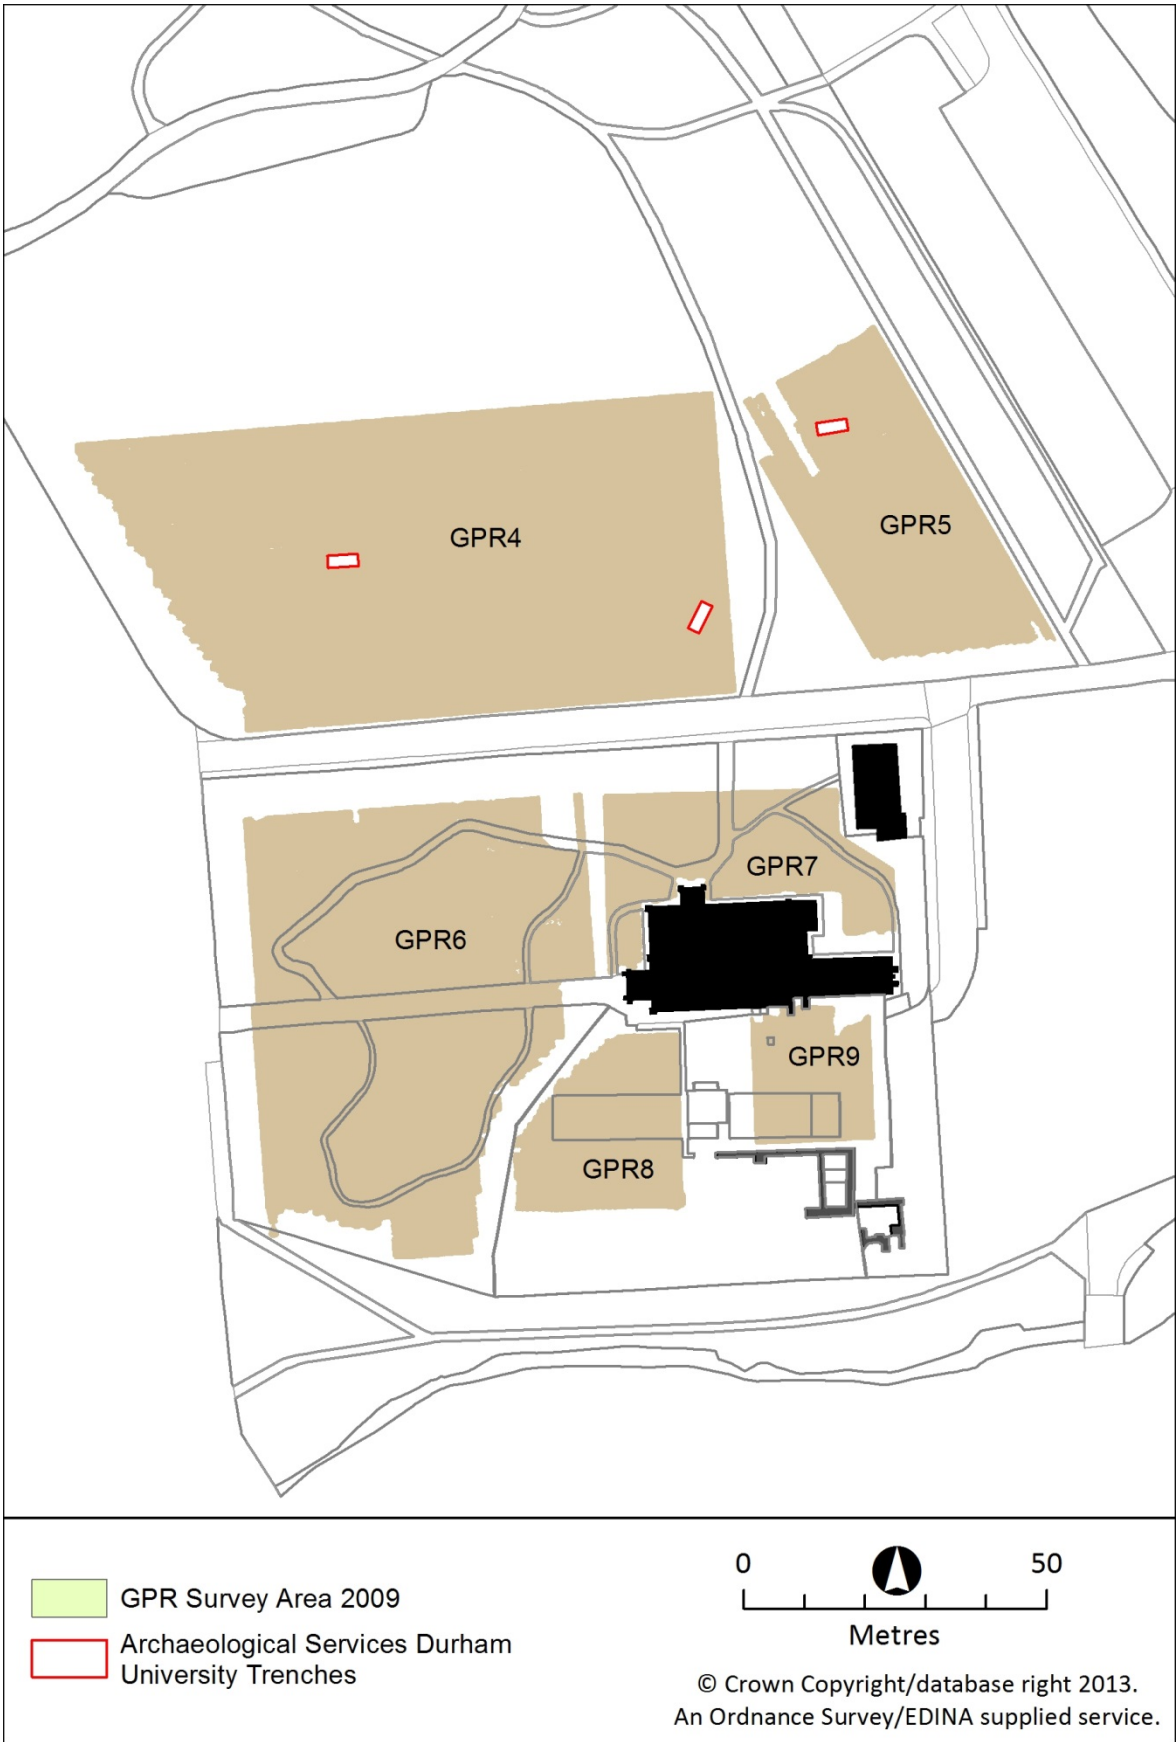 GPR4
GPR5
GPR7
GPR6
GPR9
GPR8
GPR Survey Area 2009
Archaeological Services Durham
University Trenches
0 50
Metres
© Crown Copyright/database right 2013.
An Ordnance Survey/EDINA supplied service.